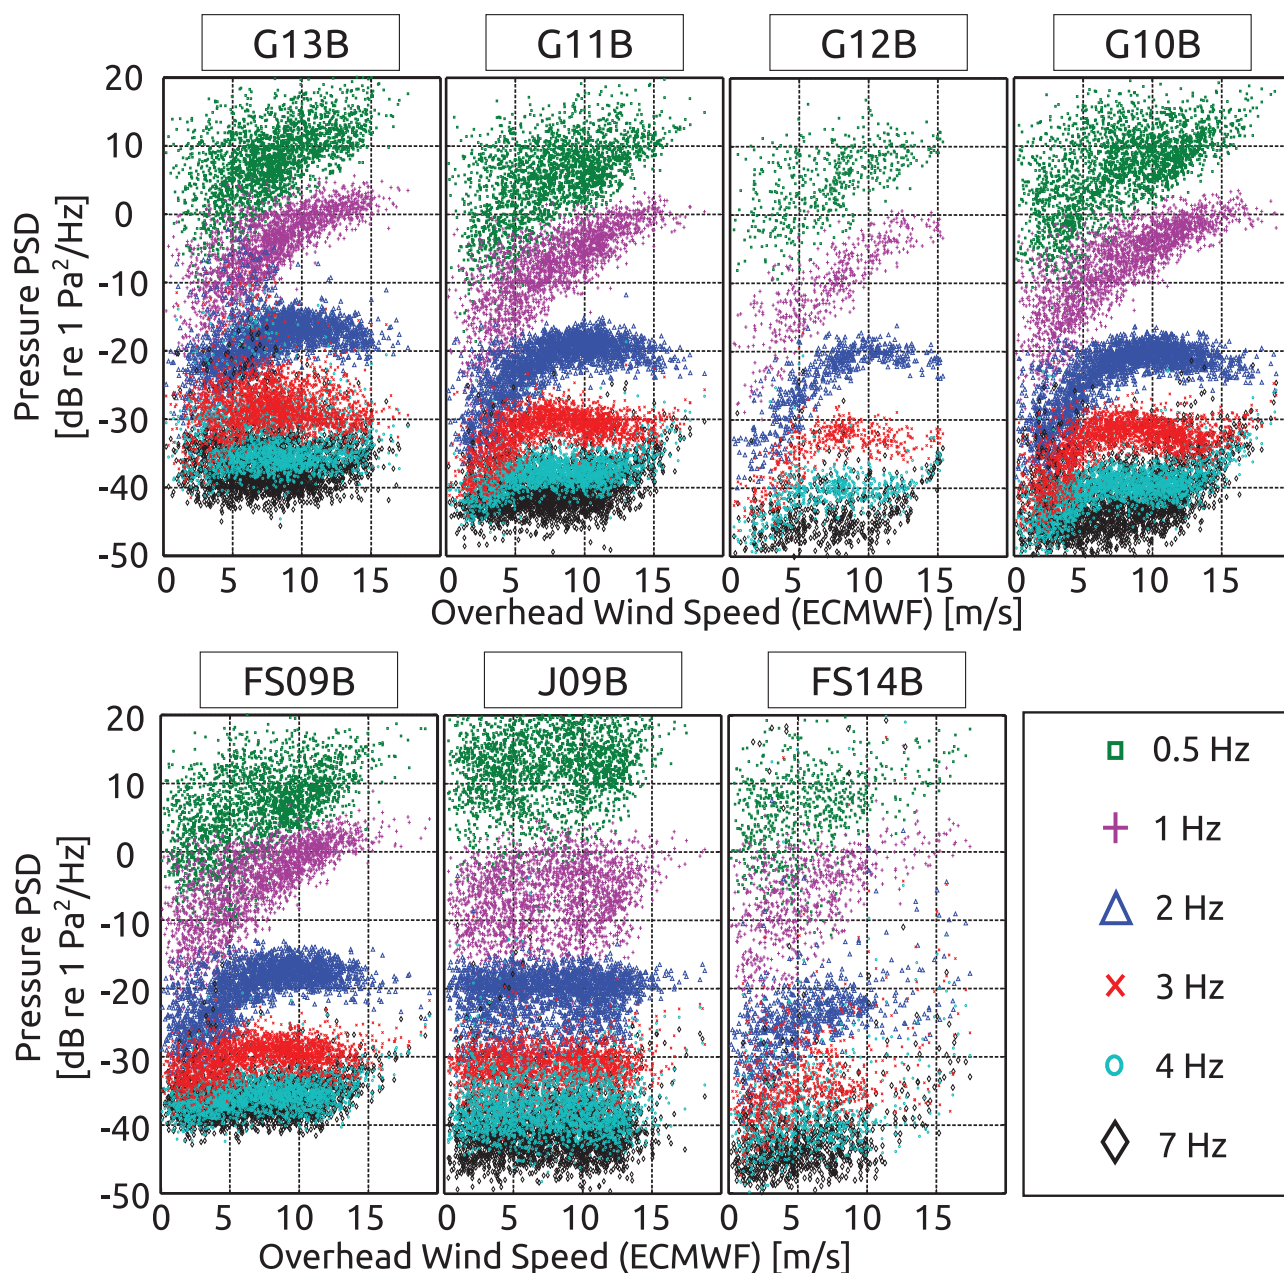 G13B G11B G12B G10B
Pressure PSD
[dB re 1 Pa²/Hz]
20
10
0
-10
-20
-30
-40
-50
0 5 10 15 0 5 10 15 0 5 10 15 0 5 10 15
Overhead Wind Speed (ECMWF) [m/s]
FS09B J09B FS14B
Pressure PSD
[dB re 1 Pa²/Hz]
20
10
0
-10
-20
-30
-40
-50
0 5 10 15 0 5 10 15 0 5 10 15
Overhead Wind Speed (ECMWF) [m/s]
0.5 Hz
1 Hz
2 Hz
3 Hz
4 Hz
7 Hz